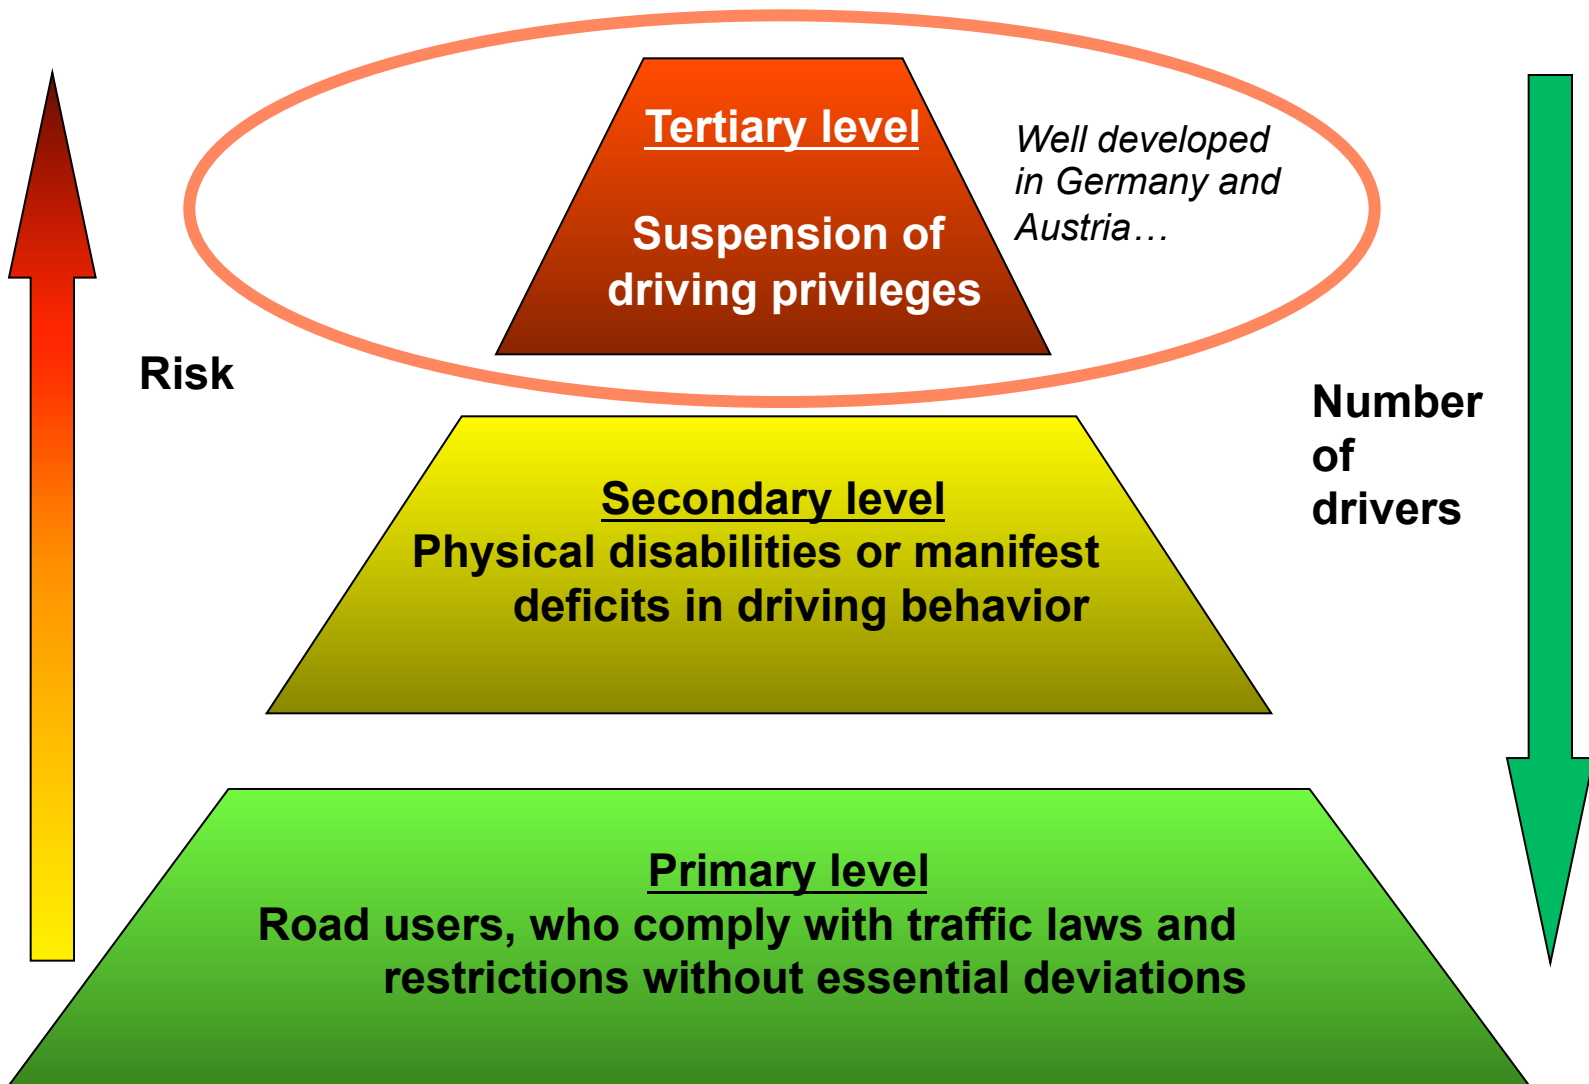 Tertiary level
Suspension of
driving privileges
Well developed
in Germany and
Austria…
Risk
Number
of
drivers
Secondary level
Physical disabilities or manifest
deficits in driving behavior
Primary level
Road users, who comply with traffic laws and
restrictions without essential deviations